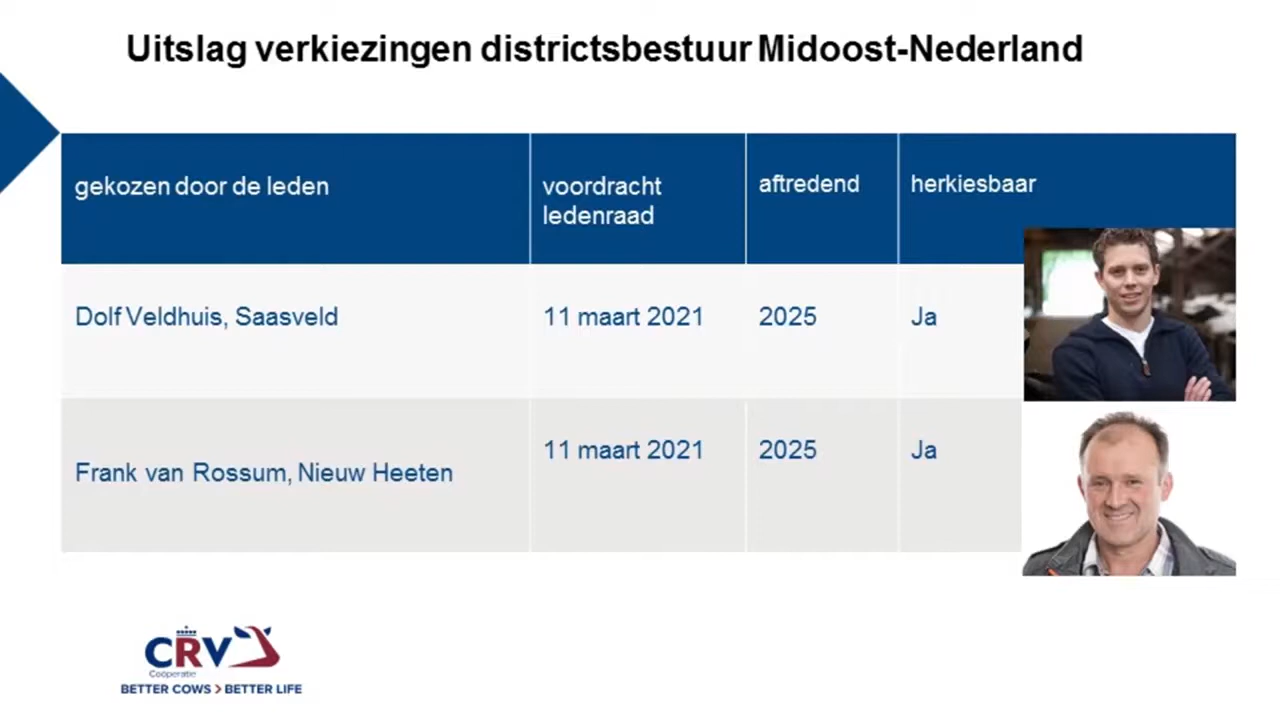 Uitslag verkiezingen districtsbestuur Midoost-Nederland
gekozen door de leden
voordracht
ledenraad
aftredend
herkiesbaar
Dolf Veldhuis, Saasveld
11 maart 2021
2025
Ja
Frank van Rossum, Nieuw Heeten
11 maart 2021
2025
Ja
CRV
Coöperatie
BETTER COWS > BETTER LIFE